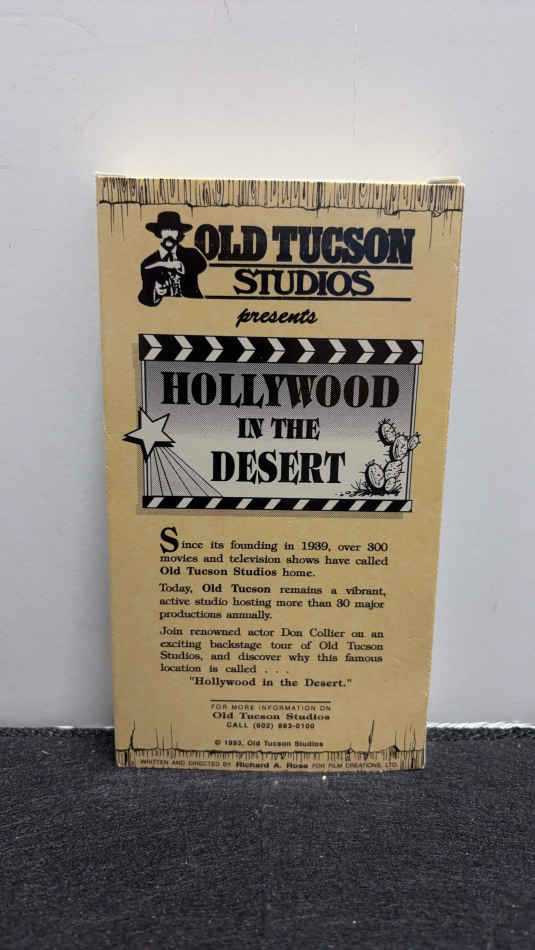 OLD TUCSON
STUDIOS
presents
HOLLYWOOD
IN THE
DESERT
Since its founding in 1939, over 300
movies and television shows have called
Old Tucson Studios home.
Today, Old Tucson remains a vibrant,
active studio hosting more than 30 major
productions annually.
Join renowned actor Don Collier on an
exciting backstage tour of Old Tucson
Studios, and discover why this famous
location is called . . .
"Hollywood in the Desert."
FOR MORE INFORMATION ON
Old Tucson Studios
CALL (602) 883-0100
© 1993, Old Tucson Studios
WRITTEN AND DIRECTED BY Richard A. Rose FOR FILM CREATIONS, LTD.